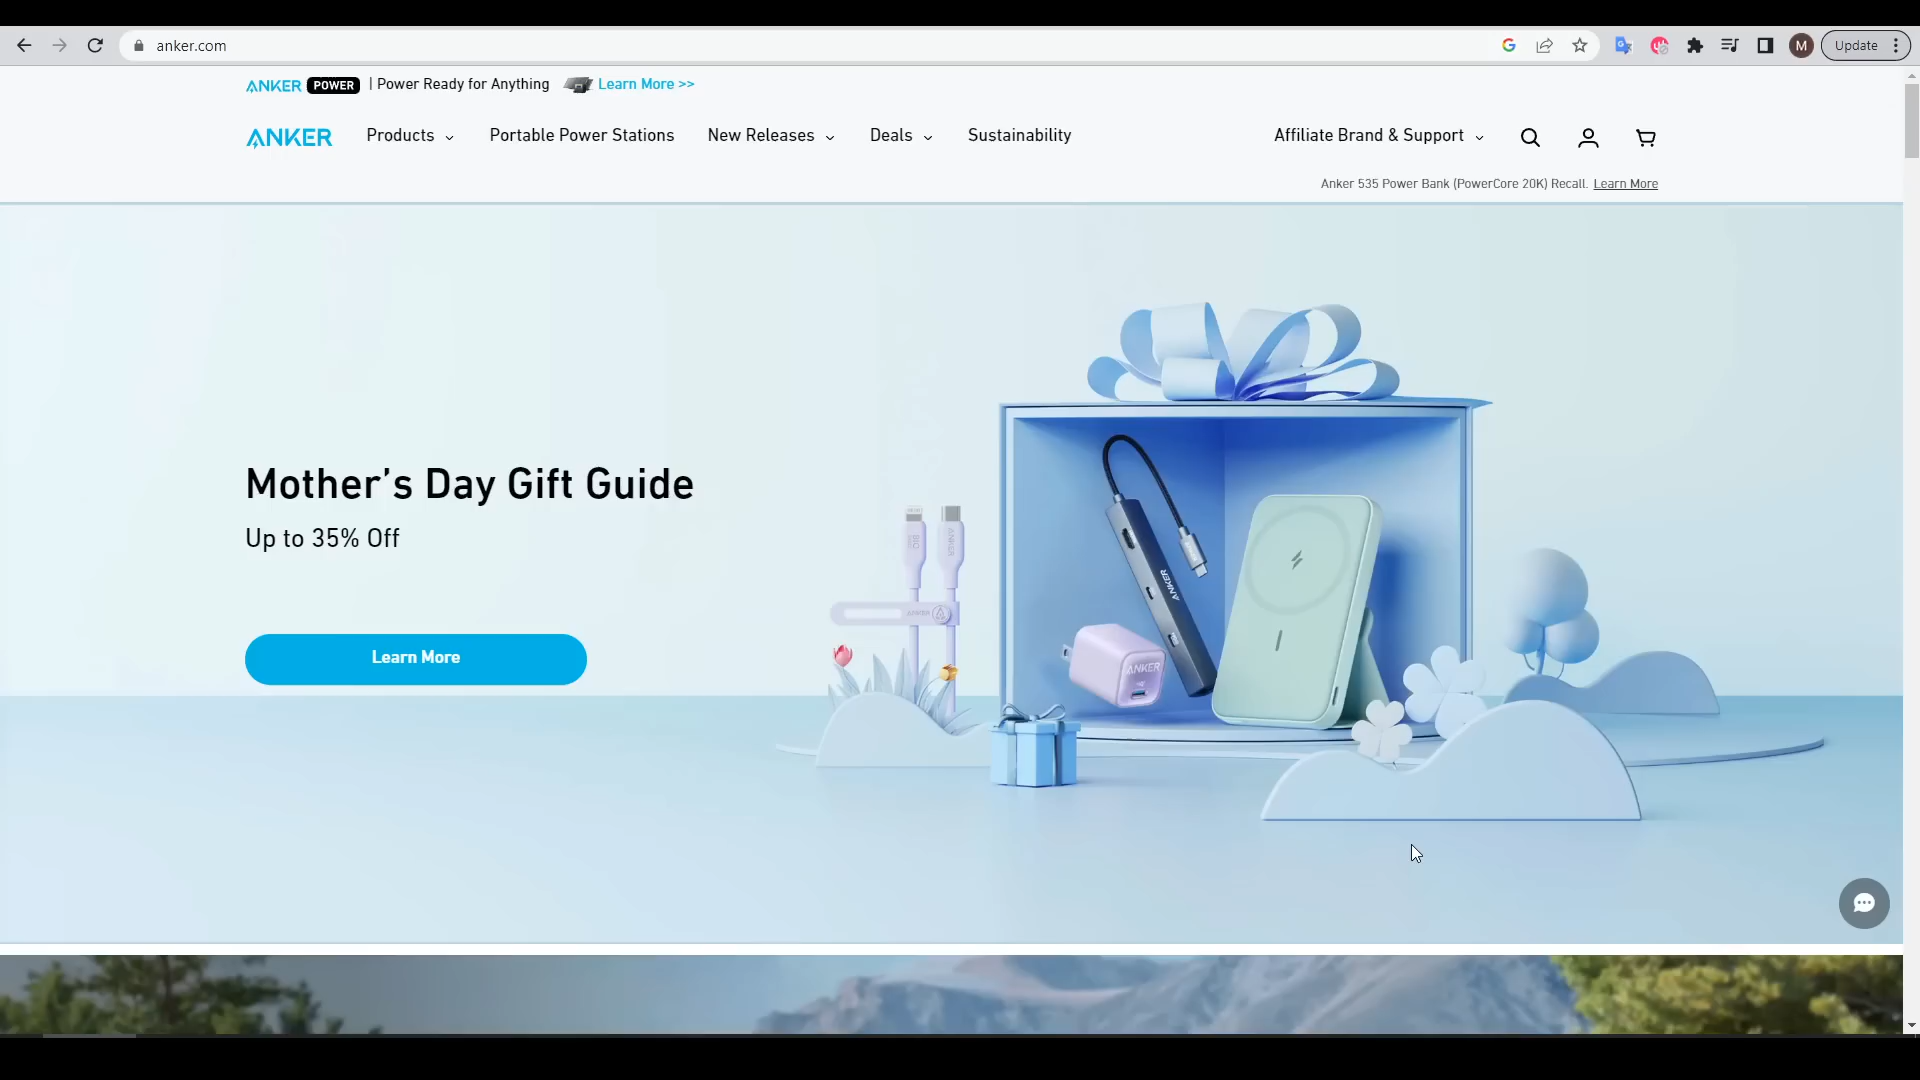 anker.com
M
Update
ANKER POWER | Power Ready for Anything Learn More >>
ANKER Products Portable Power Stations New Releases Deals Sustainability Affiliate Brand & Support
Anker 535 Power Bank (PowerCore 20K) Recall. Learn More
Mother’s Day Gift Guide
Up to 35% Off
Learn More
ANKER
ANKER
ANKER
ANKER